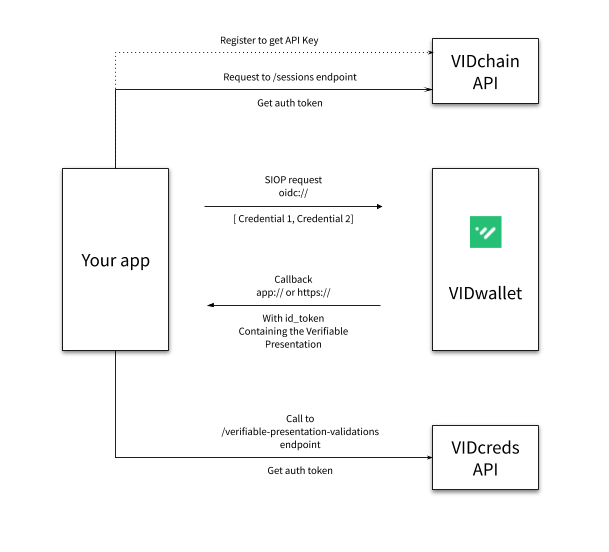 Register to get API Key
VIDchain
API
Request to /sessions endpoint
Get auth token
SIOP request
oidc://
[ Credential 1, Credential 2]
Your app
VIDwallet
Callback
app:// or https://
With id_token
Containing the Verifiable
Presentation
Call to
/verifiable-presentation-validations
endpoint
VIDcreds
API
Get auth token